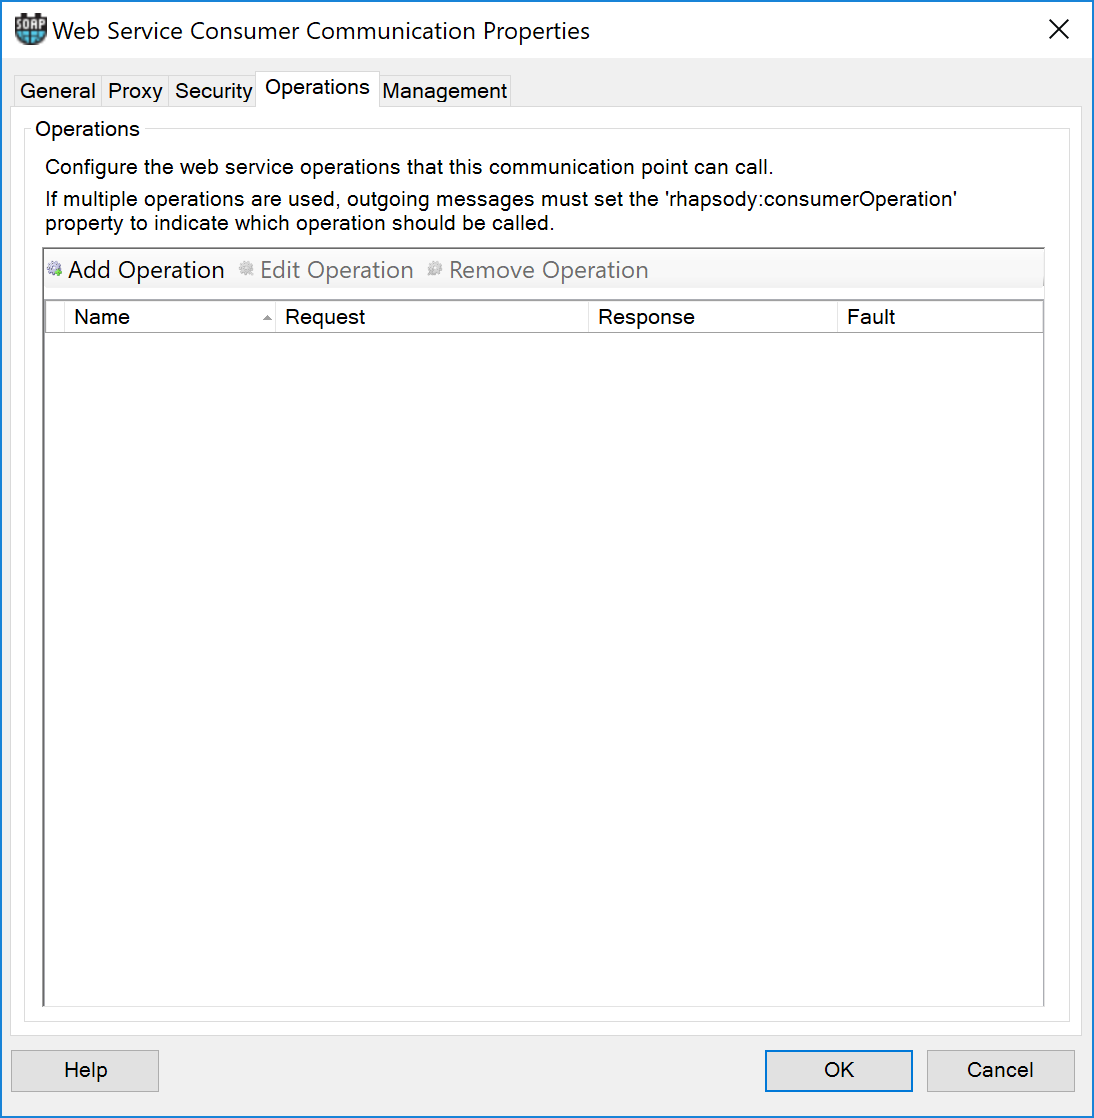 SOAP
Web Service Consumer Communication Properties
General Proxy Security Operations Management
Operations
Configure the web service operations that this communication point can call.
If multiple operations are used, outgoing messages must set the 'rhapsody:consumerOperation'
property to indicate which operation should be called.
Add Operation Edit Operation Remove Operation
Name Request Response Fault
Help OK Cancel